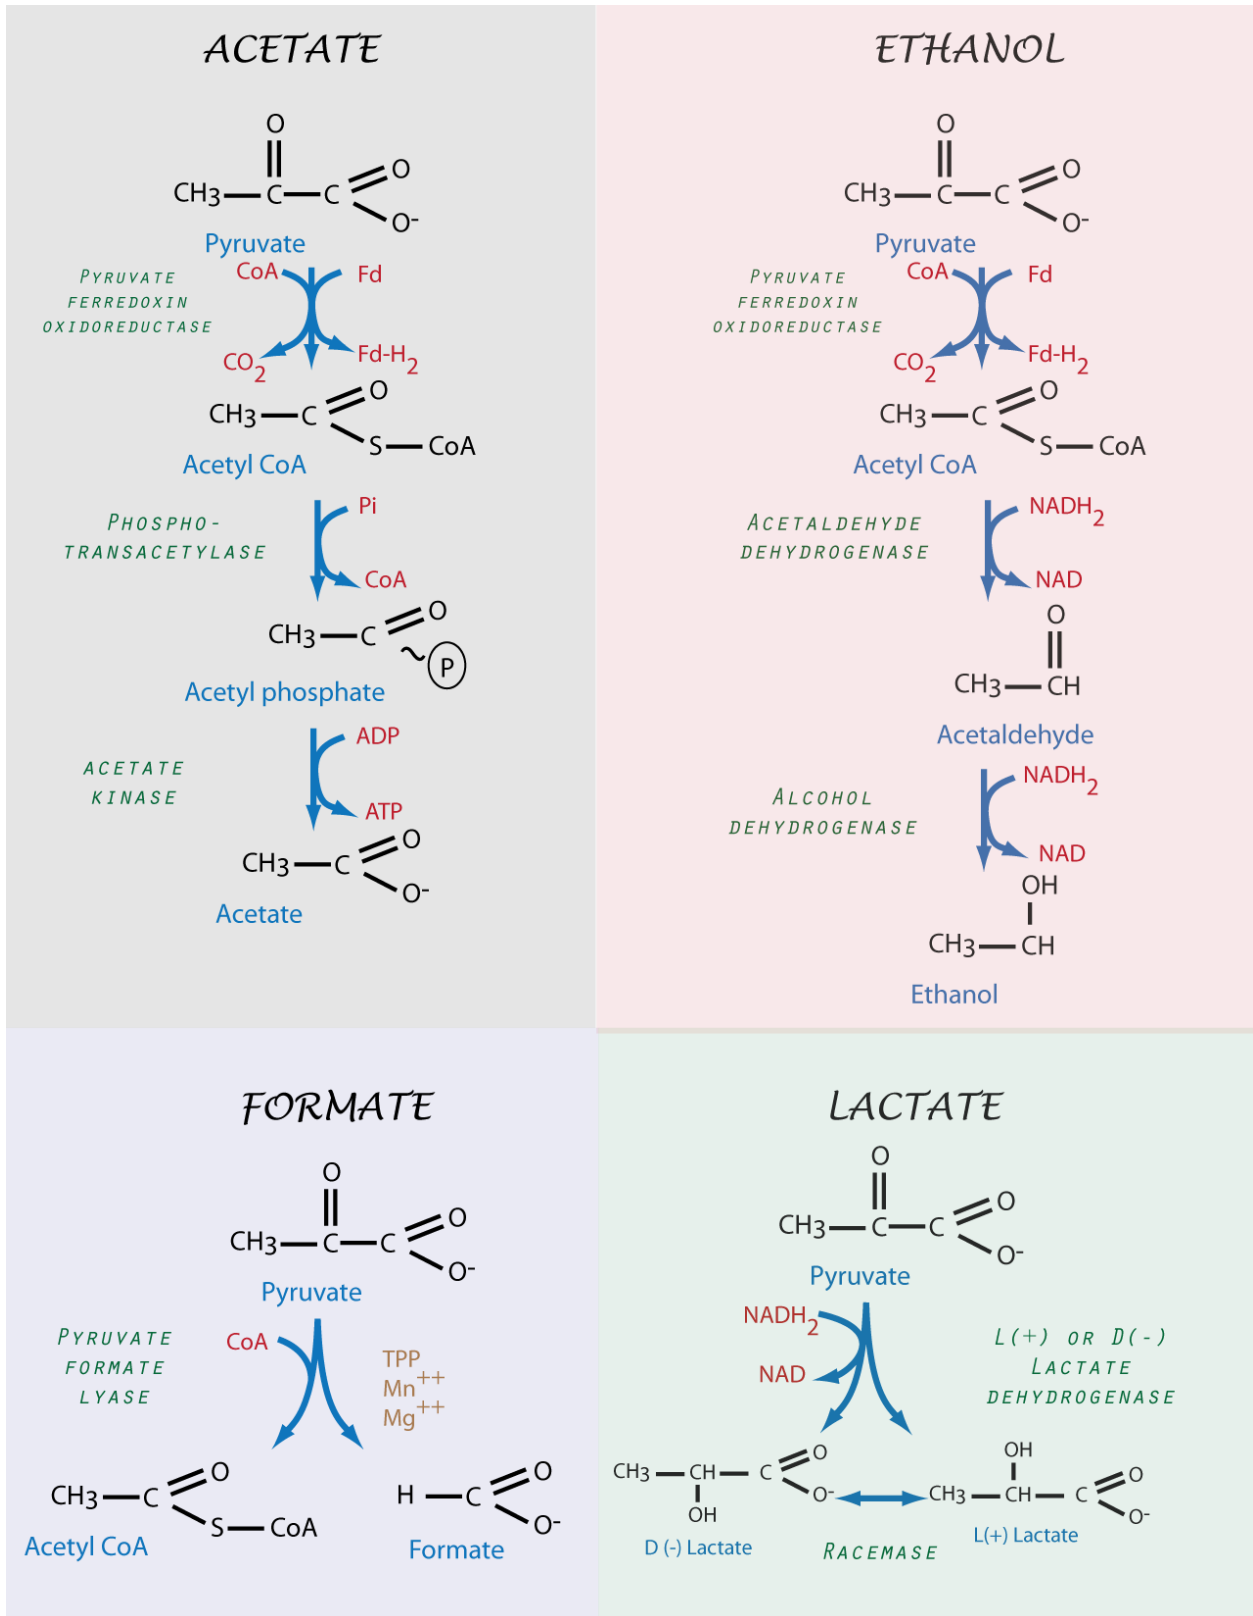 ACETATE
O
CH3 C C O
O-
Pyruvate
PYRUVATE
FERREDOXIN
OXIDOREDUCTASE
CoA Fd
CO2 Fd-H2
CH3 C O
S CoA
Acetyl CoA
PHOSPHO-
TRANSACETYLASE
Pi
CoA
CH3 C O
~ P
Acetyl phosphate
ACETATE
KINASE
ADP
ATP
CH3 C O
O-
Acetate
ETHANOL
O
CH3 C C O
O-
Pyruvate
PYRUVATE
FERREDOXIN
OXIDOREDUCTASE
CoA Fd
CO2 Fd-H2
CH3 C O
S CoA
Acetyl CoA
ACETALDEHYDE
DEHYDROGENASE
NADH2
NAD
O
CH3 CH
Acetaldehyde
ALCOHOL
DEHYDROGENASE
NADH2
NAD
OH
CH3 CH
Ethanol
FORMATE
O
CH3 C C O
O-
Pyruvate
PYRUVATE
FORMATE
LYASE
CoA
TPP
Mn++
Mg++
CH3 C O
S CoA
Acetyl CoA
H C O
O-
Formate
LACTATE
O
CH3 C C O
O-
Pyruvate
NADH2
NAD
L(+) OR D(-)
LACTATE
DEHYDROGENASE
CH3 CH C O
O-
OH
D (-) Lactate
RACEMASE
OH
CH3 CH C O
O-
L(+) Lactate